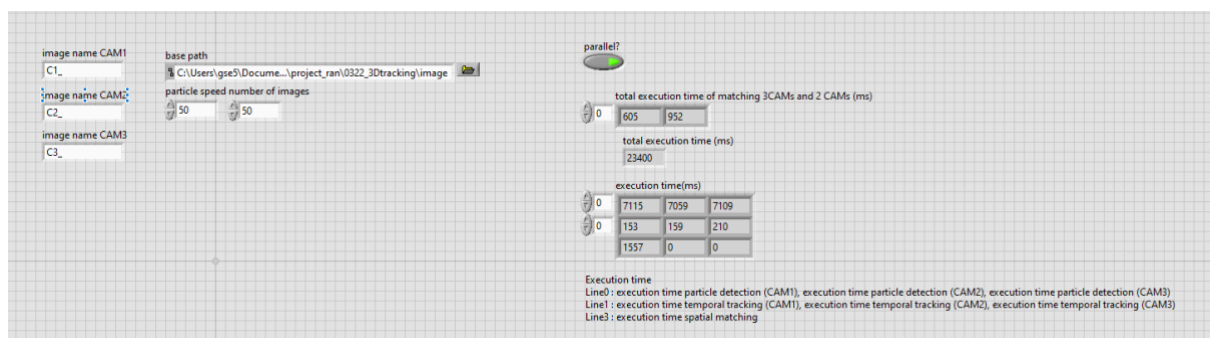 image name CAM1
C1_
image name CAM2
C2_
image name CAM3
C3_
base path
C:\Users\gse5\Docume...\project_ran\0322_3Dtracking\image
particle speed number of images
50 50
parallel?
total execution time of matching 3CAMs and 2 CAMs (ms)
0 605 952
total execution time (ms)
23400
execution time(ms)
0 7115 7059 7109
0 153 159 210
1557 0 0
Execution time
Line0 : execution time particle detection (CAM1), execution time particle detection (CAM2), execution time particle detection (CAM3)
Line1 : execution time temporal tracking (CAM1), execution time temporal tracking (CAM2), execution time temporal tracking (CAM3)
Line3 : execution time spatial matching